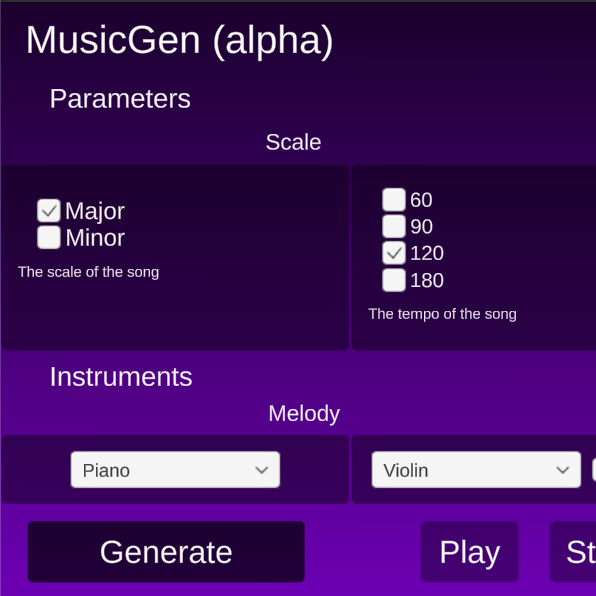 MusicGen (alpha)
Parameters
Scale
Major
Minor
The scale of the song
60
90
120
180
The tempo of the song
Instruments
Melody
Piano
Violin
Generate
Play
St